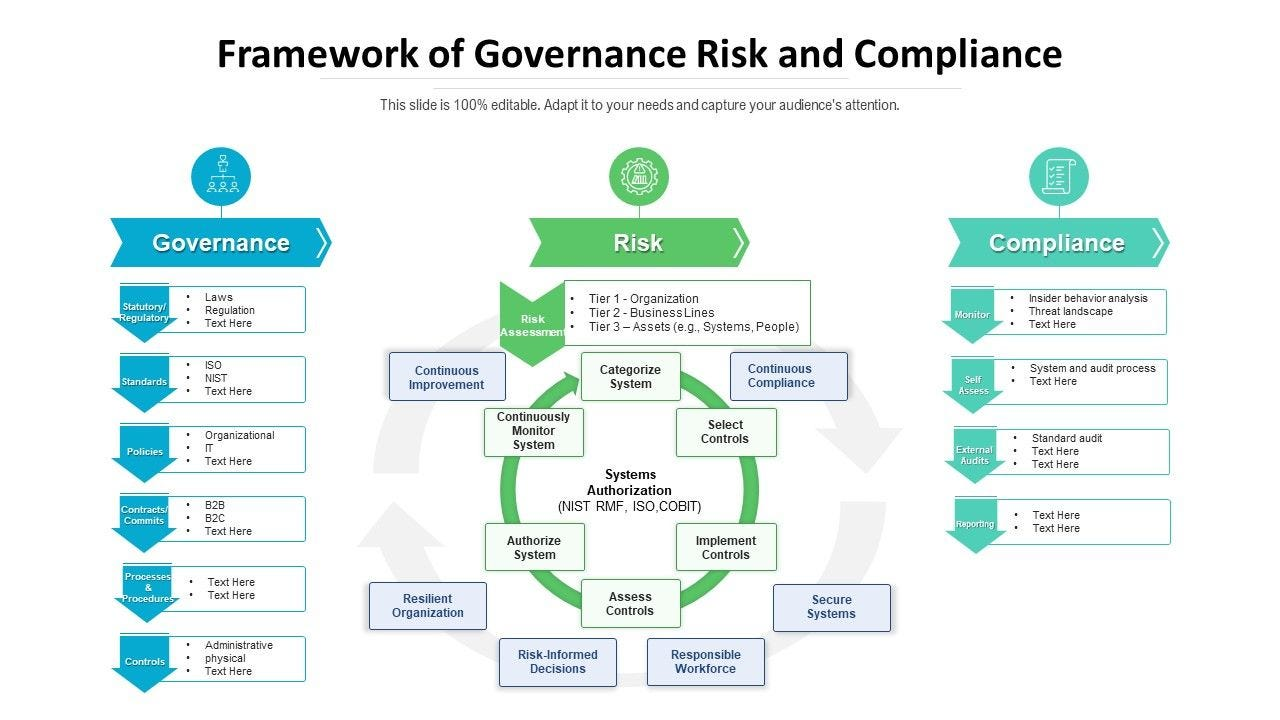 Framework of Governance Risk and Compliance
This slide is 100% editable. Adapt it to your needs and capture your audience's attention.
Governance
Statutory/
Regulatory
• Laws
• Regulation
• Text Here
Standards
• ISO
• NIST
• Text Here
Policies
• Organizational
• IT
• Text Here
Contracts/
Commits
• B2B
• B2C
• Text Here
Processes
&
Procedures
• Text Here
• Text Here
Controls
• Administrative
• physical
• Text Here
Risk
Risk
Assessment
• Tier 1 - Organization
• Tier 2 - Business Lines
• Tier 3 – Assets (e.g., Systems, People)
Continuous
Improvement
Categorize
System
Continuous
Compliance
Continuously
Monitor
System
Select
Controls
Systems
Authorization
(NIST RMF, ISO,COBIT)
Authorize
System
Implement
Controls
Assess
Controls
Resilient
Organization
Secure
Systems
Risk-Informed
Decisions
Responsible
Workforce
Compliance
Monitor
• Insider behavior analysis
• Threat landscape
• Text Here
Self
Assess
• System and audit process
• Text Here
External
Audits
• Standard audit
• Text Here
• Text Here
Reporting
• Text Here
• Text Here